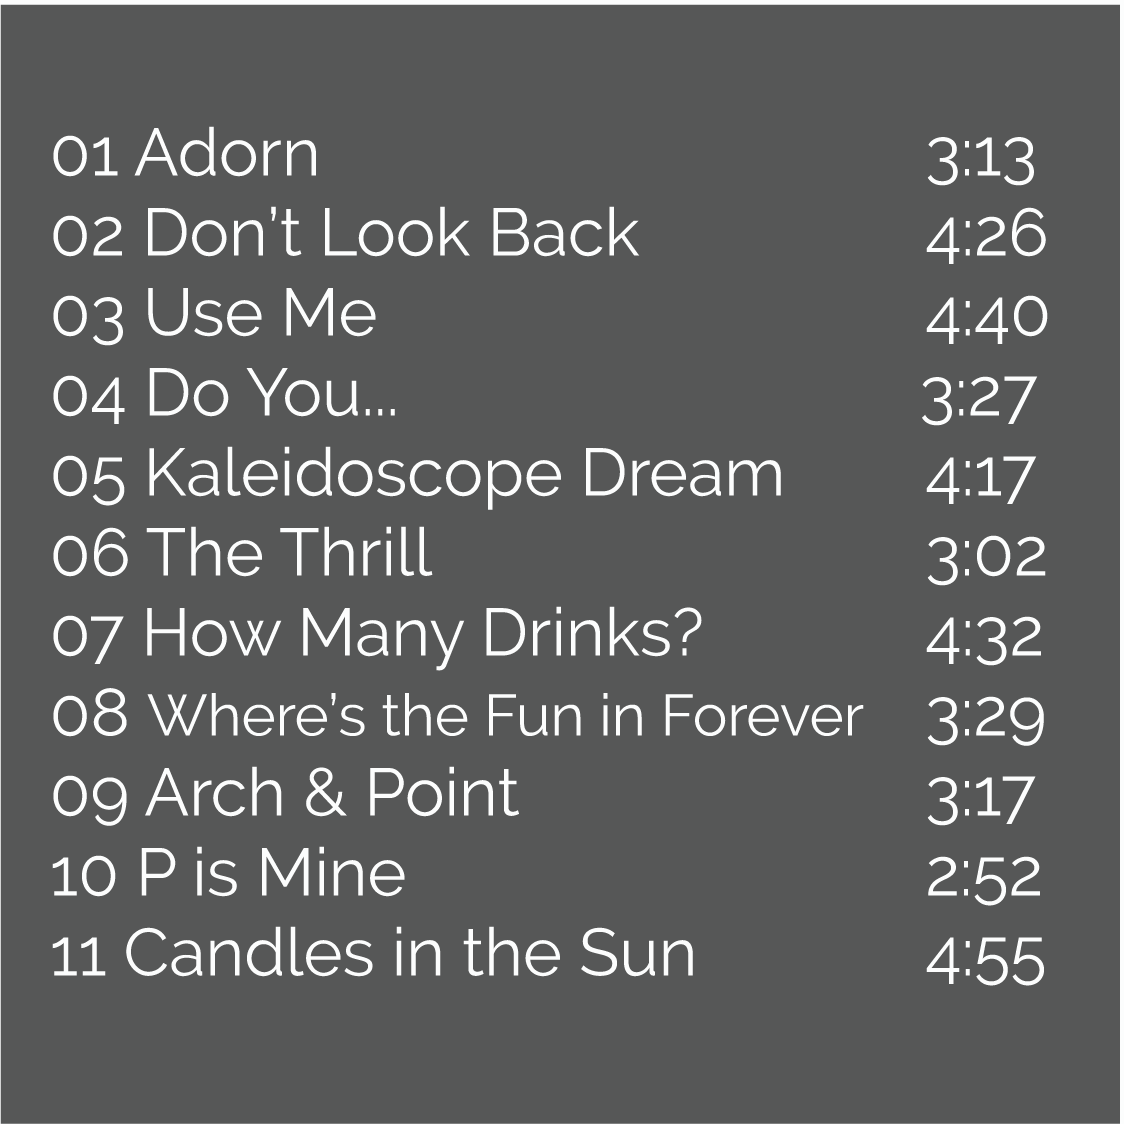 01 Adorn 3:13
02 Don’t Look Back 4:26
03 Use Me 4:40
04 Do You... 3:27
05 Kaleidoscope Dream 4:17
06 The Thrill 3:02
07 How Many Drinks? 4:32
08 Where’s the Fun in Forever 3:29
09 Arch & Point 3:17
10 P is Mine 2:52
11 Candles in the Sun 4:55